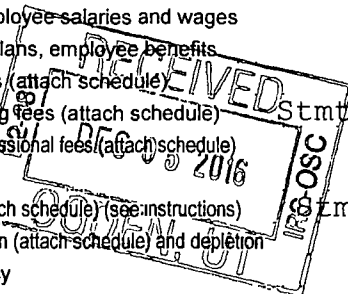 ployee salaries and wages
lans, employee benefits
RECEIVED
s (attach schedule)
g fees (attach schedule) Stmt
ssional fees (attach schedule)
DEC 05 2016
IRS-OSC
ch schedule) (see instructions) tm
OGDEN, UT
n (attach schedule) and depletion
y